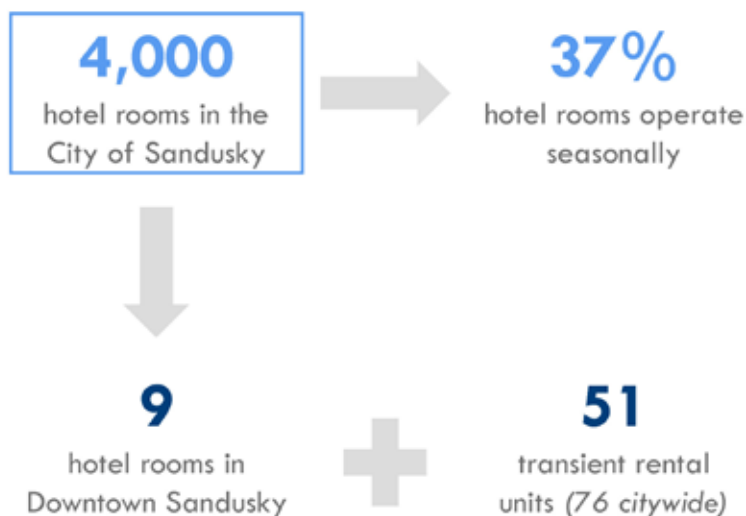 4,000
hotel rooms in the
City of Sandusky
37%
hotel rooms operate
seasonally
9
hotel rooms in
Downtown Sandusky
51
transient rental
units (76 citywide)